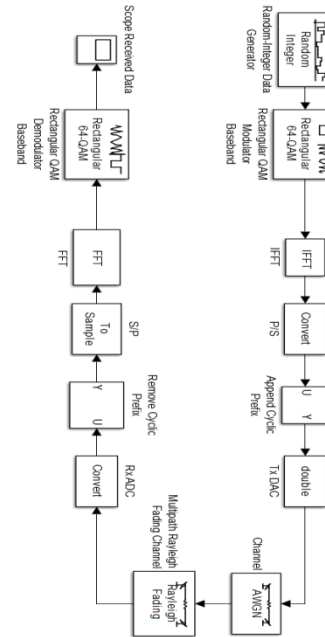 Random
Integer
Random-Integer Data
Generator
Rectangular
64-QAM
Rectangular QAM
Modulator
Baseband
IFFT
IFFT
Convert
P/S
U Y
Append Cyclic
Prefix
double
Tx DAC
Channel
AWGN
Multipath Rayleigh
Fading Channel
Rayleigh
Fading
Convert
Rx ADC
Y U
Remove Cyclic
Prefix
To
Sample
S/P
FFT
FFT
Rectangular
64-QAM
Rectangular QAM
Demodulator
Baseband
Scope Received Data